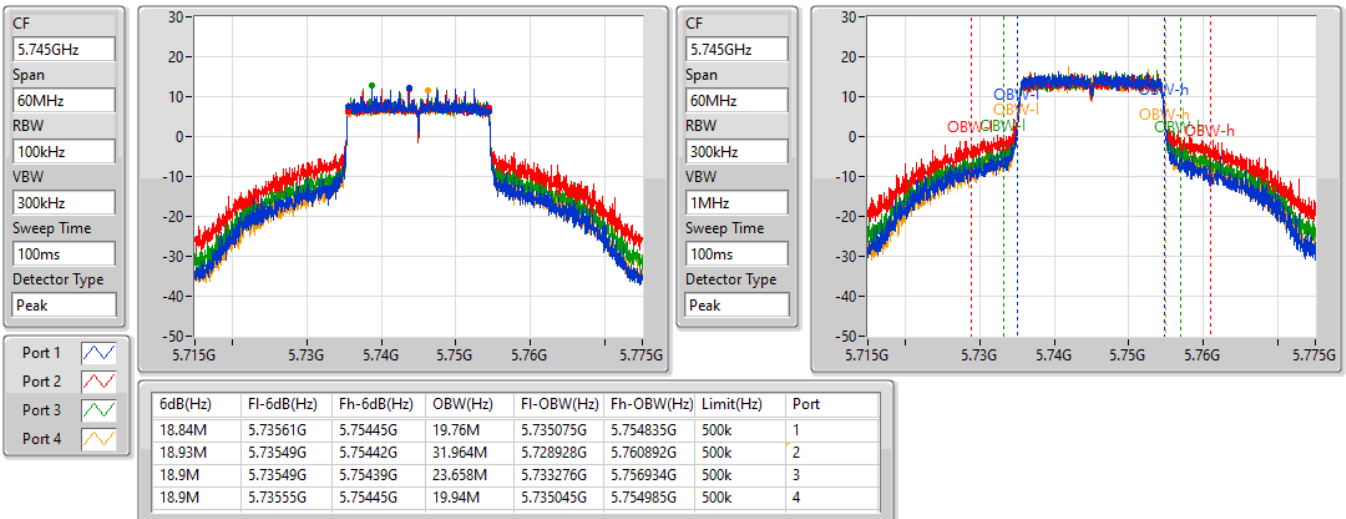 CF
5.745GHz
Span
60MHz
RBW
100kHz
VBW
300kHz
Sweep Time
100ms
Detector Type
Peak
30
20
10
0
-10
-20
-30
-40
-50
5.715G 5.73G 5.74G 5.75G 5.76G 5.775G
CF
5.745GHz
Span
60MHz
RBW
300kHz
VBW
1MHz
Sweep Time
100ms
Detector Type
Peak
30
20
10
0
-10
-20
-30
-40
-50
OBW-l OBW-h
OBW-l OBW-h
OBW-l OBW-l OBW-h OBW-h
5.715G 5.73G 5.74G 5.75G 5.76G 5.775G
Port 1
Port 2
Port 3
Port 4
6dB(Hz) Fl-6dB(Hz) Fh-6dB(Hz) OBW(Hz) Fl-OBW(Hz) Fh-OBW(Hz) Limit(Hz) Port
18.84M 5.73561G 5.75445G 19.76M 5.735075G 5.754835G 500k 1
18.93M 5.73549G 5.75442G 31.964M 5.728928G 5.760892G 500k 2
18.9M 5.73549G 5.75439G 23.658M 5.733276G 5.756934G 500k 3
18.9M 5.73555G 5.75445G 19.94M 5.735045G 5.754985G 500k 4